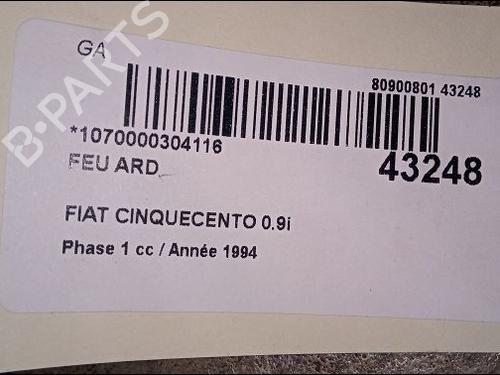 GA
80900801 43248
*1070000304116
43248
FEU ARD
FIAT CINQUECENTO 0.9i
Phase 1 cc / Année 1994
B-PARTS